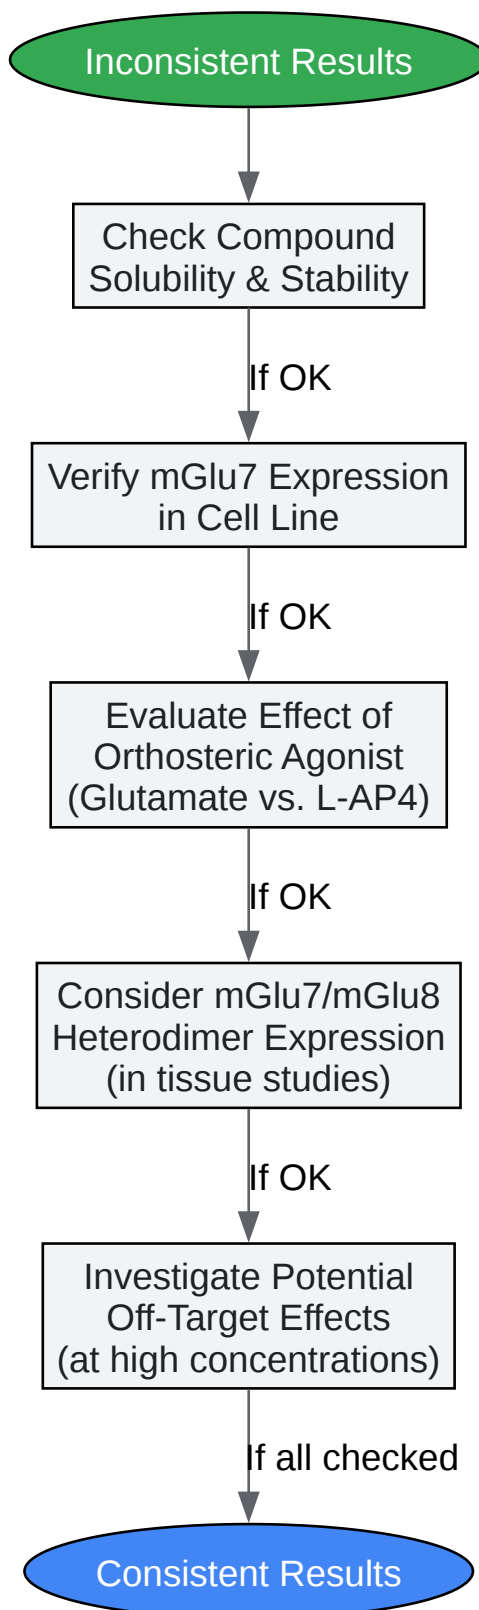 Inconsistent Results
Check Compound
Solubility & Stability
If OK
Verify mGlu7 Expression
in Cell Line
If OK
Evaluate Effect of
Orthosteric Agonist
(Glutamate vs. L-AP4)
If OK
Consider mGlu7/mGlu8
Heterodimer Expression
(in tissue studies)
If OK
Investigate Potential
Off-Target Effects
(at high concentrations)
If all checked
Consistent Results